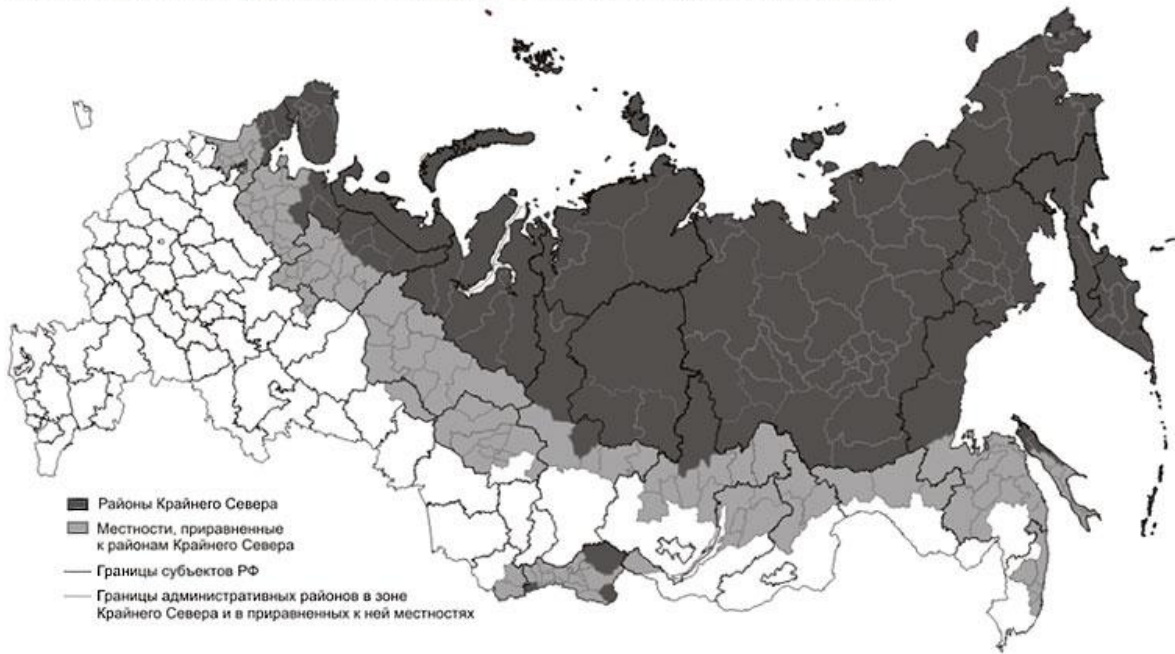 Районы Крайнего Севера
Местности, приравненные
к районам Крайнего Севера
Границы субъектов РФ
Границы административных районов в зоне
Крайнего Севера и в приравненных к ней местностях